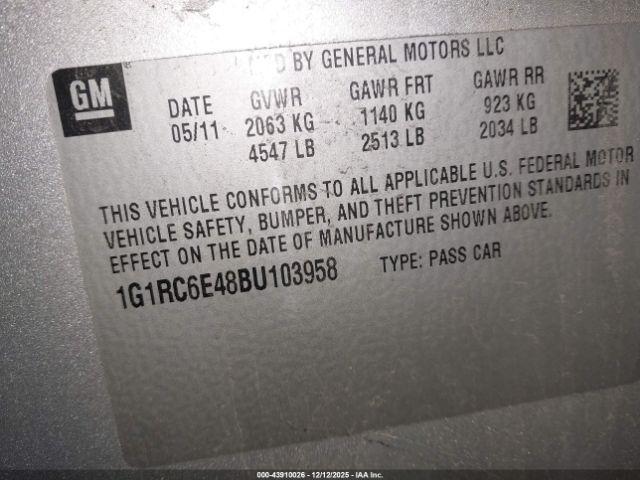 BY GENERAL MOTORS LLC
GM
DATE GVWR GAWR FRT GAWR RR
05/11 2063 KG 1140 KG 923 KG
4547 LB 2513 LB 2034 LB
THIS VEHICLE CONFORMS TO ALL APPLICABLE U.S. FEDERAL MOTOR
VEHICLE SAFETY, BUMPER, AND THEFT PREVENTION STANDARDS IN
EFFECT ON THE DATE OF MANUFACTURE SHOWN ABOVE.
1G1RC6E48BU103958 TYPE: PASS CAR
000-43910026 • 12/12/2025 • IAA Inc.